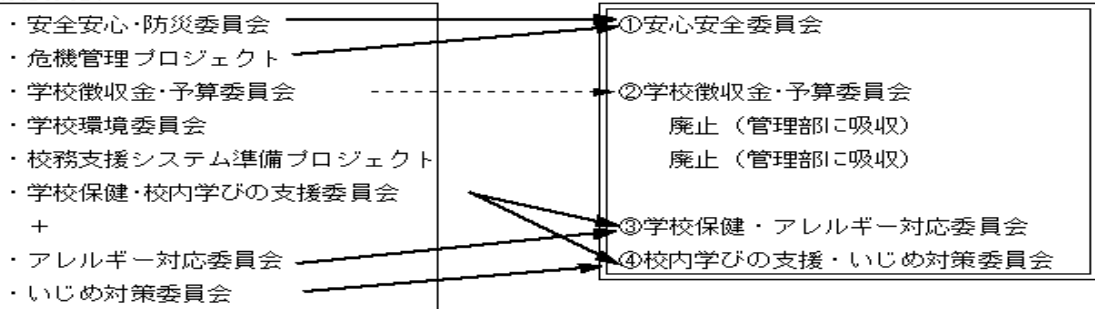 ・安全安心・防災委員会
・危機管理プロジェクト
・学校徴収金・予算委員会
・学校環境委員会
・校務支援システム準備プロジェクト
・学校保健・校内学びの支援委員会
＋
・アレルギー対応委員会
・いじめ対策委員会
①安心安全委員会
②学校徴収金・予算委員会
廃止（管理部に吸収）
廃止（管理部に吸収）
③学校保健・アレルギー対応委員会
④校内学びの支援・いじめ対策委員会